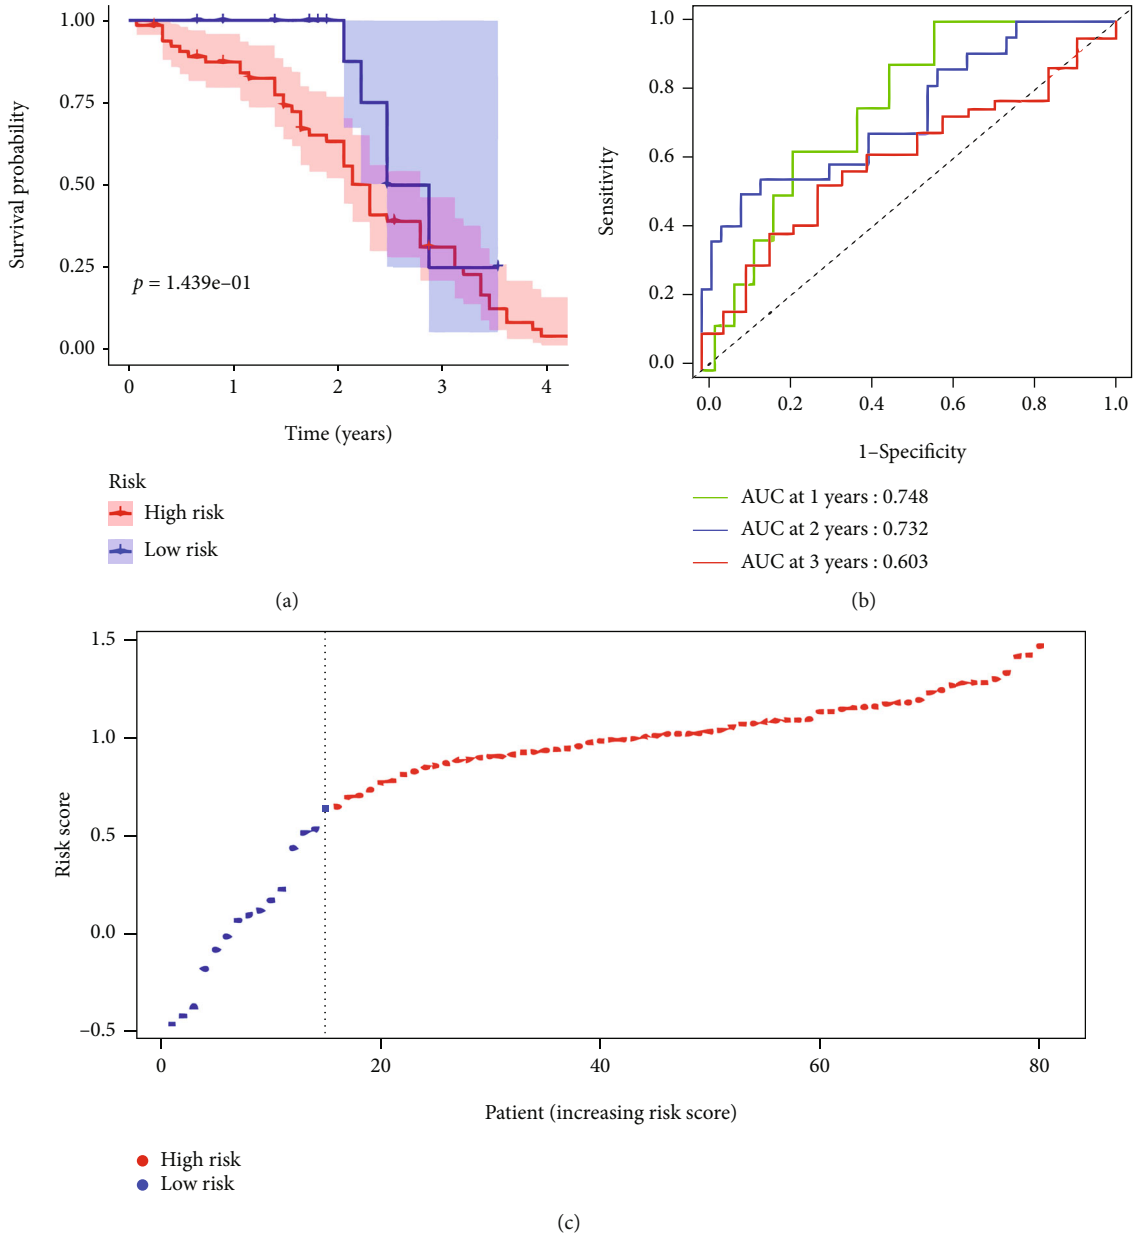 1.00
0.75
0.50
0.25
0.00
Survival probability
p = 1.439e–01
0 1 2 3 4
Time (years)
Risk
High risk
Low risk
(a)
1.0
0.8
0.6
0.4
0.2
0.0
Sensitivity
0.0 0.2 0.4 0.6 0.8 1.0
1–Specificity
AUC at 1 years : 0.748
AUC at 2 years : 0.732
AUC at 3 years : 0.603
(b)
1.5
1.0
0.5
0.0
–0.5
Risk score
0 20 40 60 80
Patient (increasing risk score)
High risk
Low risk
(c)